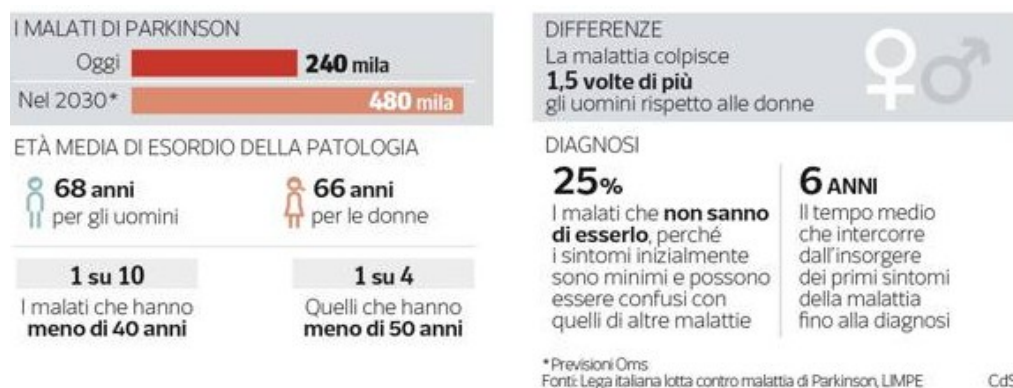 I MALATI DI PARKINSON
Oggi 240 mila
Nel 2030* 480 mila
ETÀ MEDIA DI ESORDIO DELLA PATOLOGIA
68 anni
per gli uomini
66 anni
per le donne
1 su 10
I malati che hanno
meno di 40 anni
1 su 4
Quelli che hanno
meno di 50 anni
DIFFERENZE
La malattia colpisce
1,5 volte di più
gli uomini rispetto alle donne
DIAGNOSI
25%
I malati che non sanno
di esserlo, perché
i sintomi inizialmente
sono minimi e possono
essere confusi con
quelli di altre malattie
6 ANNI
Il tempo medio
che intercorre
dall'insorgere
dei primi sintomi
della malattia
fino alla diagnosi
*Previsioni Oms
Fonti: Lega italiana lotta contro malattia di Parkinson, LIMPE
CdS